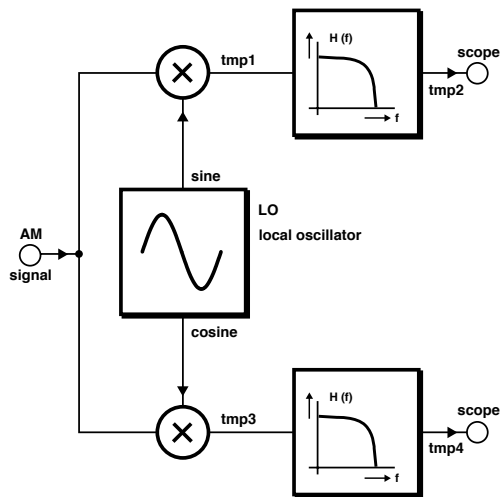 H (f)
f
tmp1
scope
tmp2
sine
LO
local oscillator
AM
signal
cosine
H (f)
f
tmp3
scope
tmp4